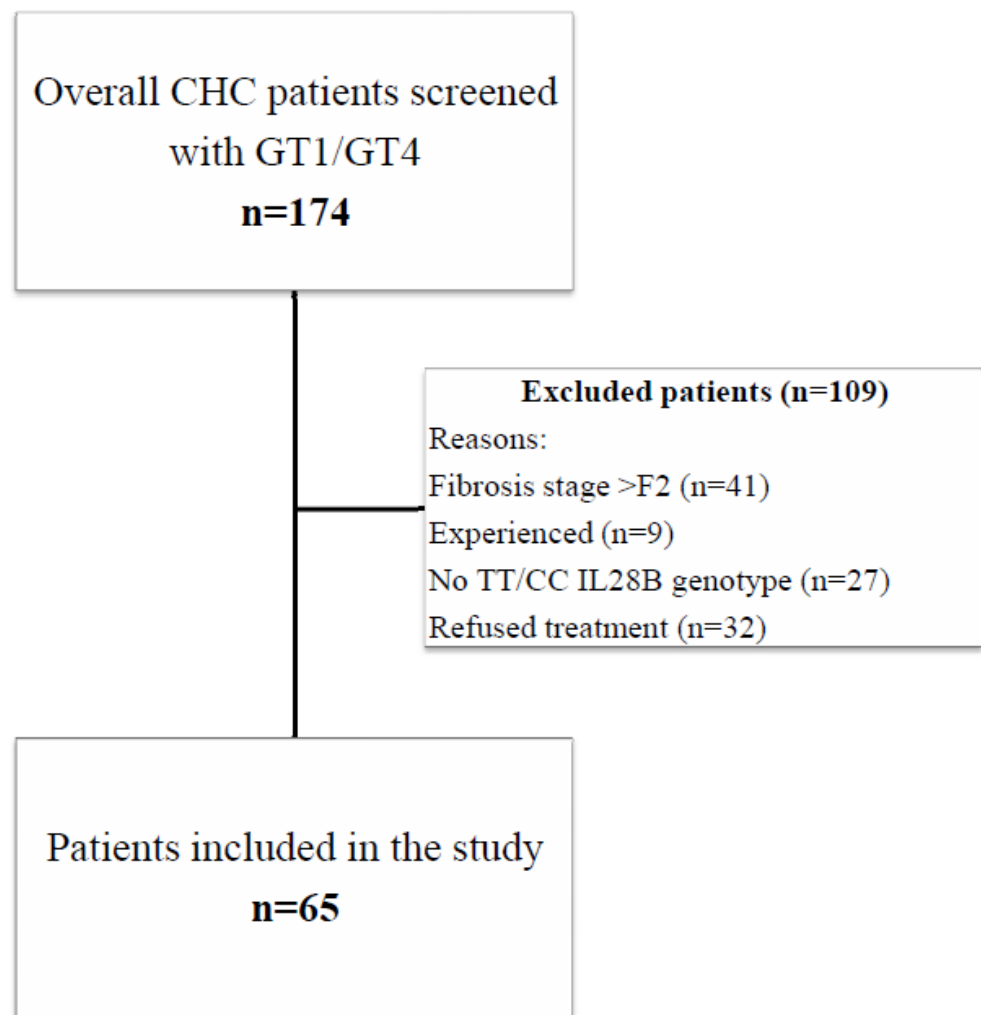 Overall CHC patients screened
with GT1/GT4
n=174
Excluded patients (n=109)
Reasons:
Fibrosis stage >F2 (n=41)
Experienced (n=9)
No TT/CC IL28B genotype (n=27)
Refused treatment (n=32)
Patients included in the study
n=65